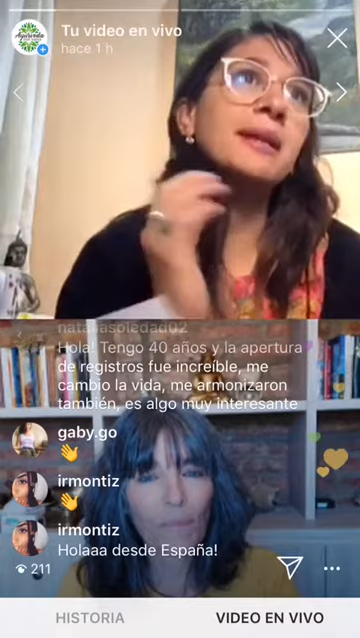 Tu video en vivo
hace 1 h
Ayurveda
nataliasoledad02
Hola! Tengo 40 años y la apertura
de registros fue increíble, me
cambio la vida, me armonizaron
también, es algo muy interesante
gaby.go
👋
irmontiz
👋
irmontiz
Holaaa desde España!
211
HISTORIA
VIDEO EN VIVO